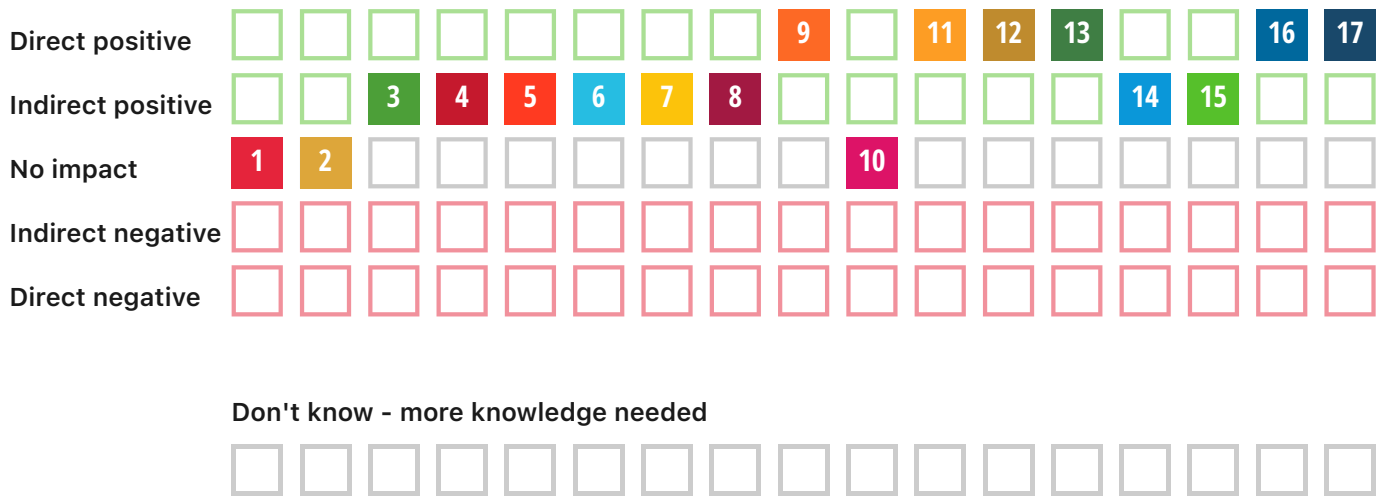 Direct positive 9 11 12 13 16 17
Indirect positive 3 4 5 6 7 8 14 15
No impact 1 2 10
Indirect negative
Direct negative
Don't know - more knowledge needed